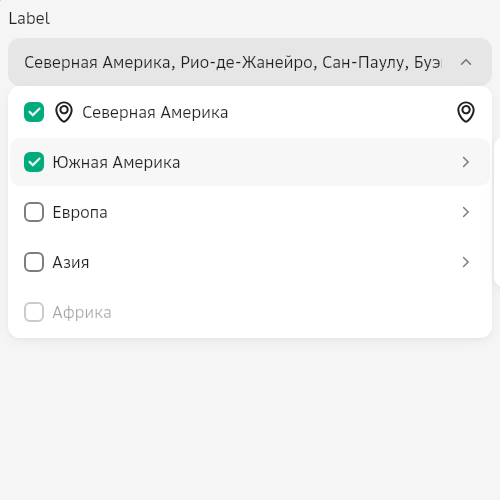 Label
Северная Америка, Рио-де-Жанейро, Сан-Паулу,
Северная Америка
Южная Америка
Европа
Азия
Африка